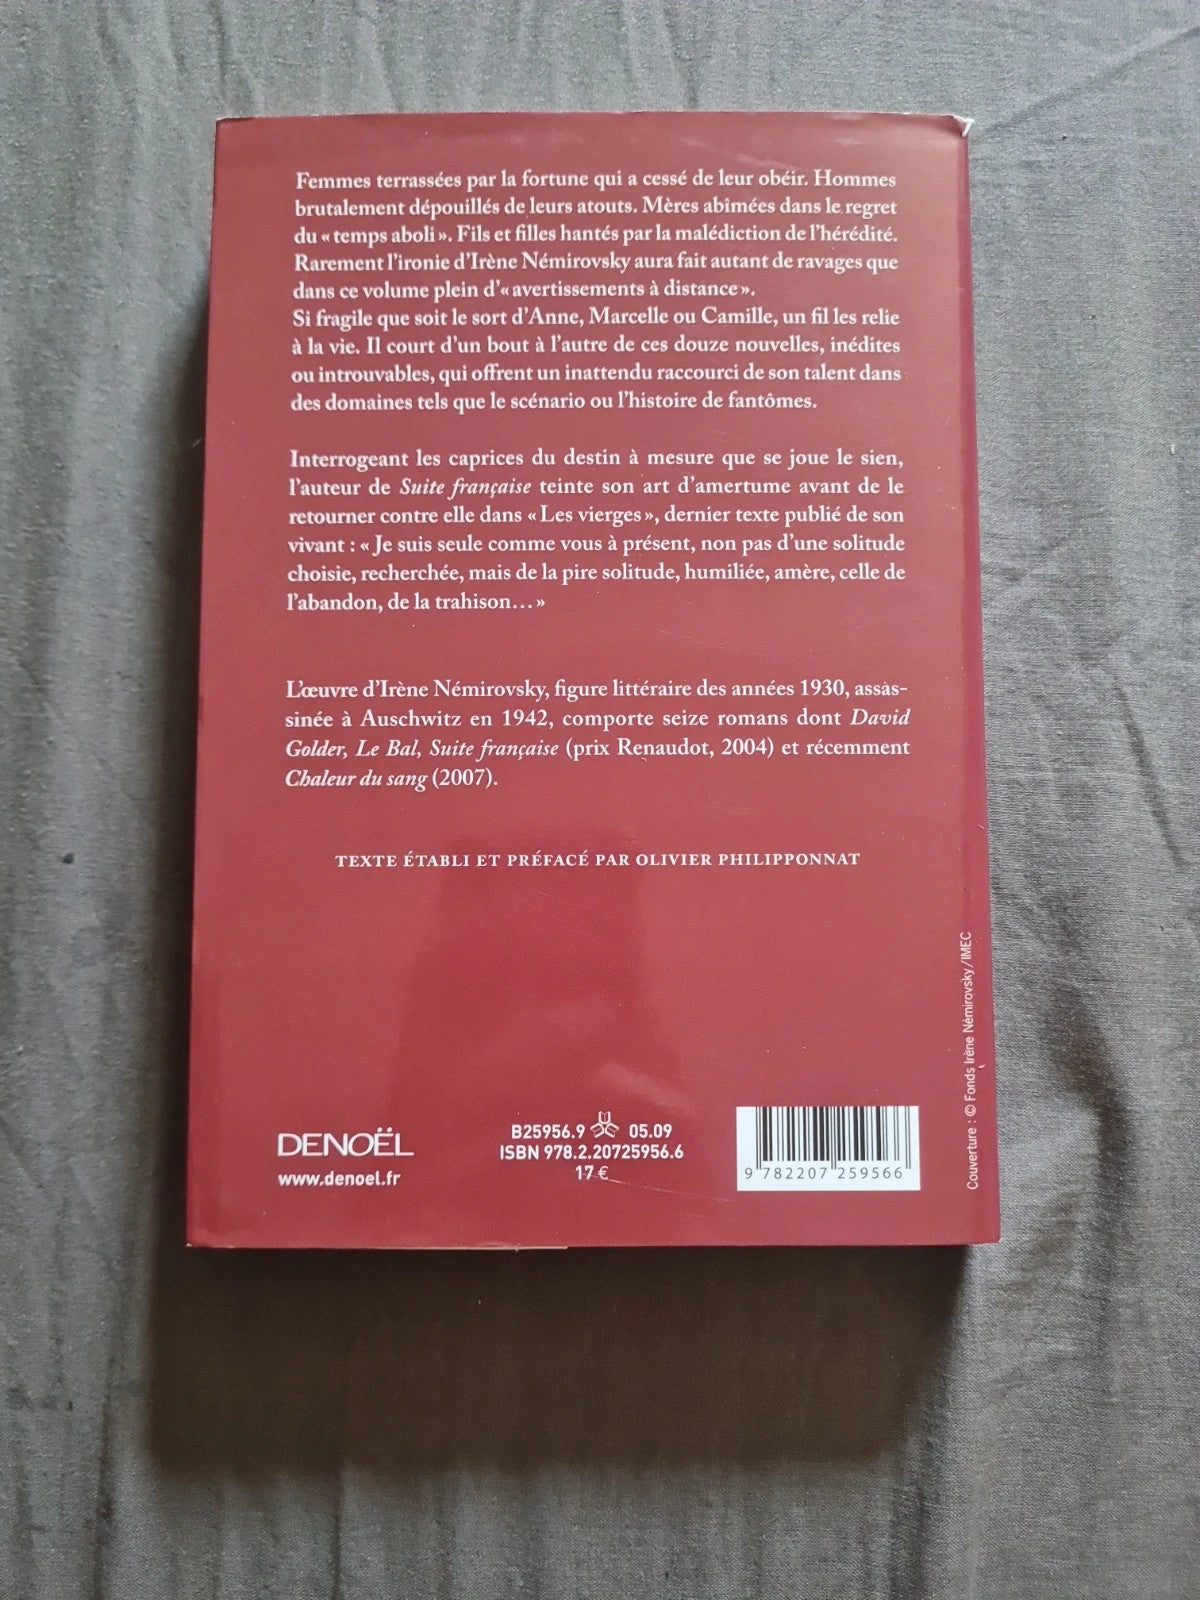 Femmes terrassées par la fortune qui a cessé de leur obéir. Hommes
brutalement dépouillés de leurs atouts. Mères abîmées dans le regret
du « temps aboli ». Fils et filles hantés par la malédiction de l'hérédité.
Rarement l'ironie d'Irène Némirovsky aura fait autant de ravages que
dans ce volume plein d'« avertissements à distance ».
Si fragile que soit le sort d'Anne, Marcelle ou Camille, un fil les relie
à la vie. Il court d'un bout à l'autre de ces douze nouvelles, inédites
ou introuvables, qui offrent un inattendu raccourci de son talent dans
des domaines tels que le scénario ou l'histoire de fantômes.
Interrogeant les caprices du destin à mesure que se joue le sien,
l'auteur de Suite française teinte son art d'amertume avant de le
retourner contre elle dans « Les vierges », dernier texte publié de son
vivant : « Je suis seule comme vous à présent, non pas d'une solitude
choisie, recherchée, mais de la pire solitude, humiliée, amère, celle de
l'abandon, de la trahison... »
L'œuvre d'Irène Némirovsky, figure littéraire des années 1930, assas-
sinée à Auschwitz en 1942, comporte seize romans dont David
Golder, Le Bal, Suite française (prix Renaudot, 2004) et récemment
Chaleur du sang (2007).
TEXTE ÉTABLI ET PRÉFACÉ PAR OLIVIER PHILIPPONNAT
DENOËL
www.denoel.fr
B25956.9 05.09
ISBN 978.2.20725956.6
17 €
9 782207 259566
Couverture : © Fonds Irène Némirovsky/IMEC